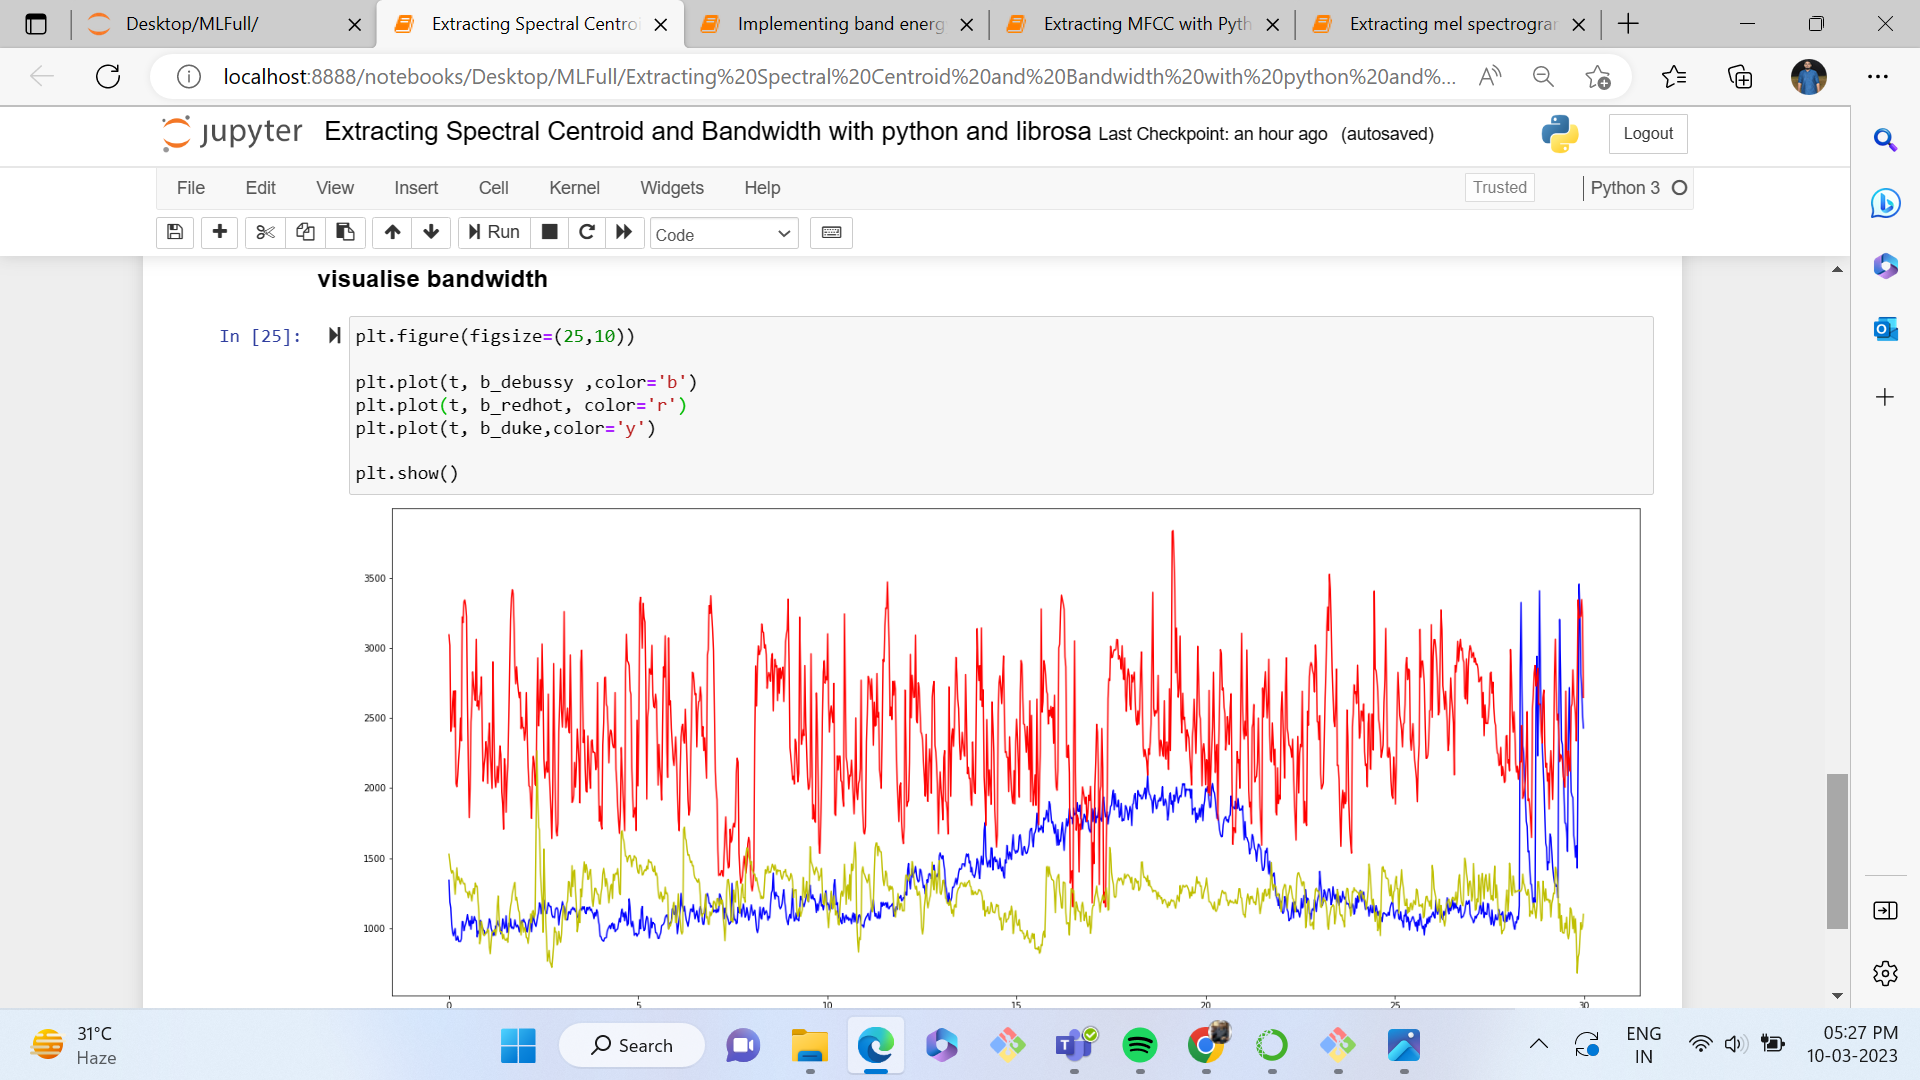 Desktop/MLFull/
Extracting Spectral Centroi
Implementing band energ
Extracting MFCC with Pyth
Extracting mel spectrogram
localhost:8888/notebooks/Desktop/MLFull/Extracting%20Spectral%20Centroid%20and%20Bandwidth%20with%20python%20and%...
jupyter Extracting Spectral Centroid and Bandwidth with python and librosa Last Checkpoint: an hour ago (autosaved)
Logout
File Edit View Insert Cell Kernel Widgets Help
Trusted
Python 3
Run
Code
visualise bandwidth
In [25]:
plt.figure(figsize=(25,10))
plt.plot(t, b_debussy ,color='b')
plt.plot(t, b_redhot, color='r')
plt.plot(t, b_duke,color='y')
plt.show()
3500
3000
2500
2000
1500
1000
0 5 10 15 20 25 30
31°C
Haze
Search
ENG
IN
05:27 PM
10-03-2023